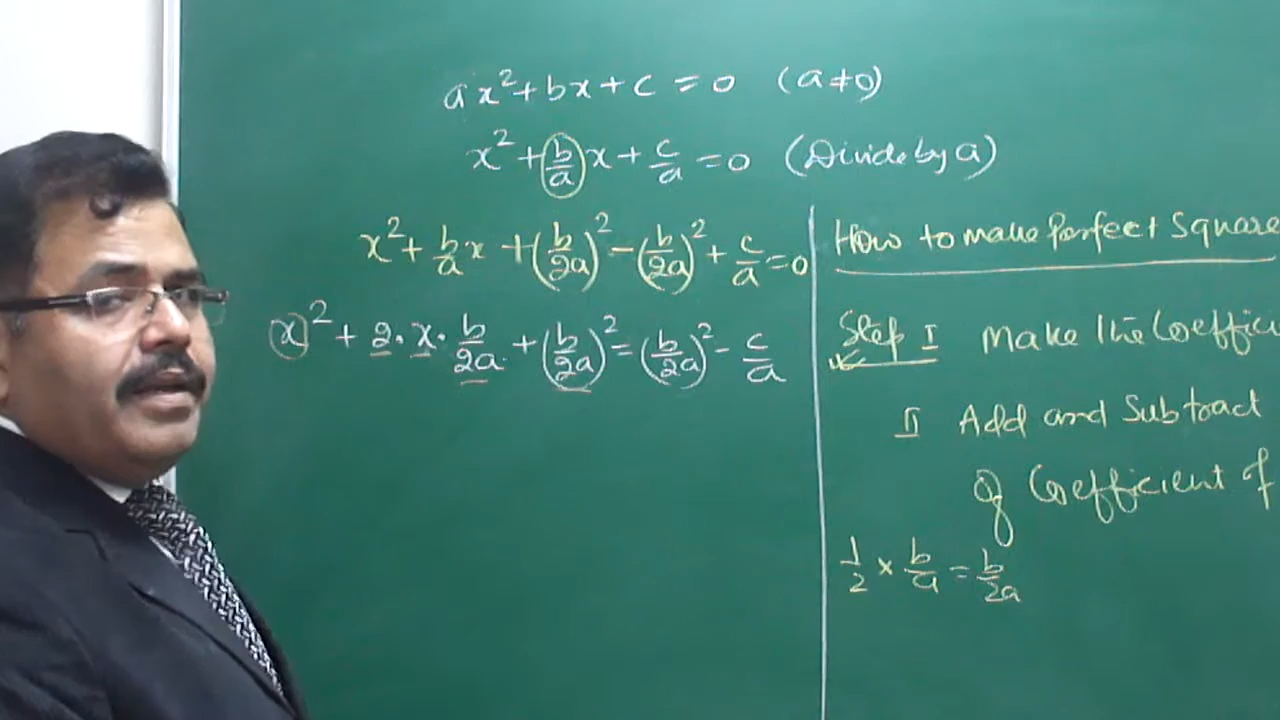 ax² + bx + c = 0 (a ≠ 0)
x² + b/a x + c/a = 0 (Divide by a)
x² + b/a x + (b/2a)² - (b/2a)² + c/a = 0
x² + 2 · x · b/2a + (b/2a)² = (b/2a)² - c/a
How to make Perfect Square
Step I Make the Coeffici
II Add and Subtract
of Coefficient of
1/2 × b/a = b/2a